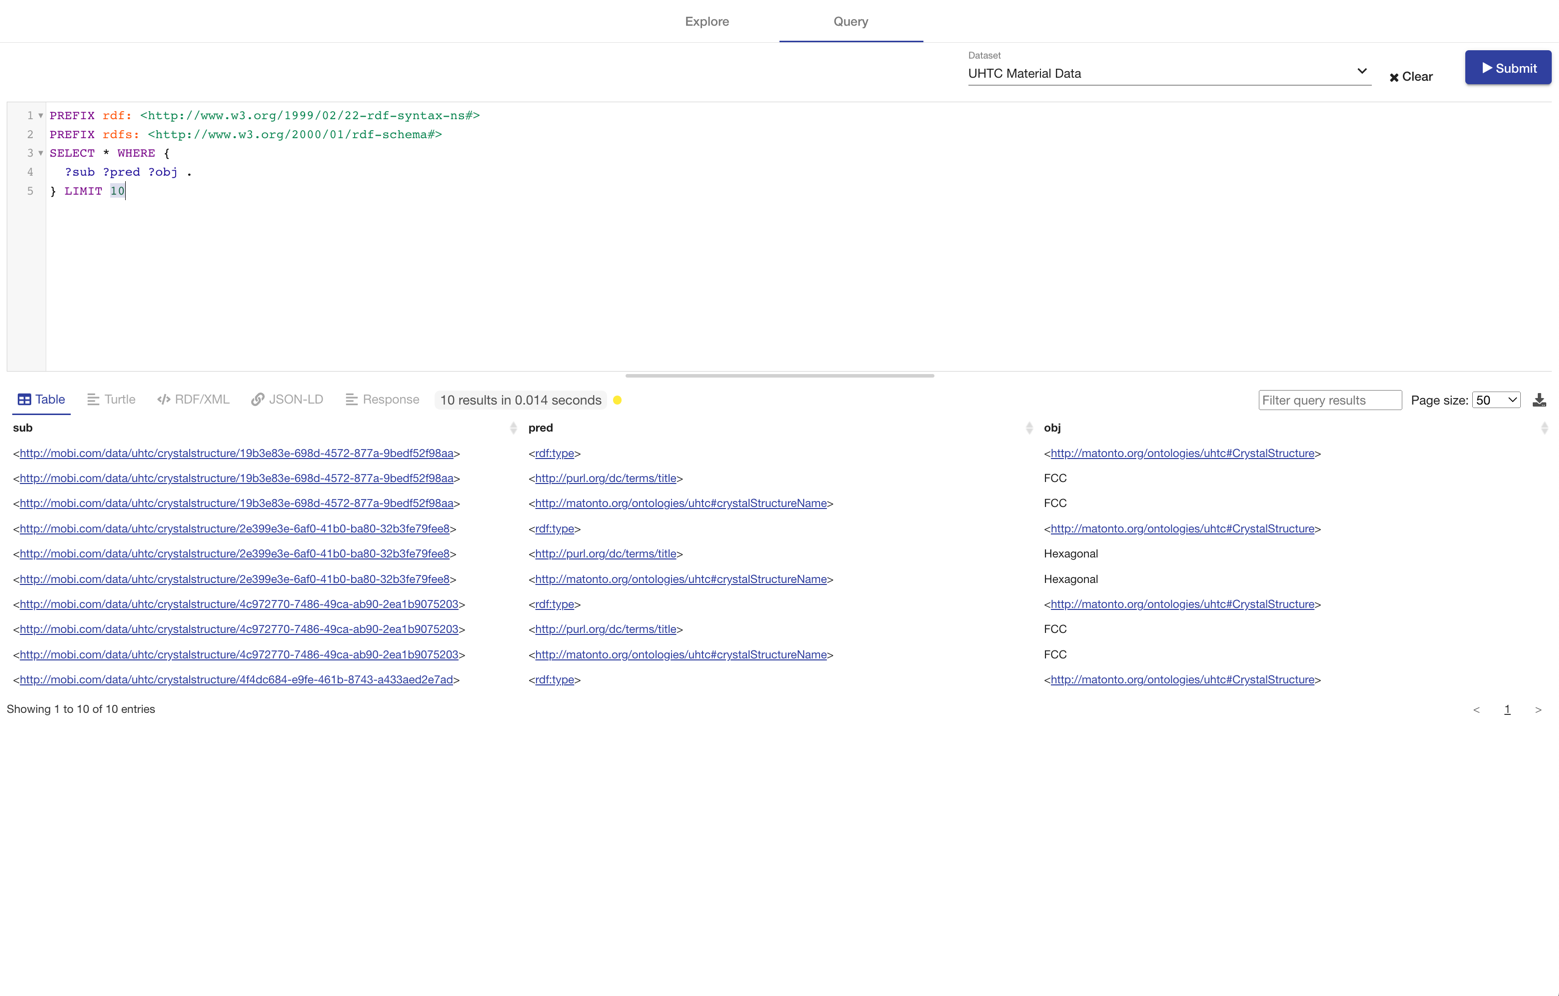 Explore Query
Dataset
UHTC Material Data
Clear
Submit
1 PREFIX rdf: <http://www.w3.org/1999/02/22-rdf-syntax-ns#>
2 PREFIX rdfs: <http://www.w3.org/2000/01/rdf-schema#>
3 SELECT * WHERE {
4 ?sub ?pred ?obj .
5 } LIMIT 10
Table Turtle RDF/XML JSON-LD Response 10 results in 0.014 seconds Filter query results Page size: 50
sub pred obj
<http://mobi.com/data/uhtc/crystalstructure/19b3e83e-698d-4572-877a-9bedf52f98aa> <rdf:type> <http://matonto.org/ontologies/uhtc#CrystalStructure>
<http://mobi.com/data/uhtc/crystalstructure/19b3e83e-698d-4572-877a-9bedf52f98aa> <http://purl.org/dc/terms/title> FCC
<http://mobi.com/data/uhtc/crystalstructure/19b3e83e-698d-4572-877a-9bedf52f98aa> <http://matonto.org/ontologies/uhtc#crystalStructureName> FCC
<http://mobi.com/data/uhtc/crystalstructure/2e399e3e-6af0-41b0-ba80-32b3fe79fee8> <rdf:type> <http://matonto.org/ontologies/uhtc#CrystalStructure>
<http://mobi.com/data/uhtc/crystalstructure/2e399e3e-6af0-41b0-ba80-32b3fe79fee8> <http://purl.org/dc/terms/title> Hexagonal
<http://mobi.com/data/uhtc/crystalstructure/2e399e3e-6af0-41b0-ba80-32b3fe79fee8> <http://matonto.org/ontologies/uhtc#crystalStructureName> Hexagonal
<http://mobi.com/data/uhtc/crystalstructure/4c972770-7486-49ca-ab90-2ea1b9075203> <rdf:type> <http://matonto.org/ontologies/uhtc#CrystalStructure>
<http://mobi.com/data/uhtc/crystalstructure/4c972770-7486-49ca-ab90-2ea1b9075203> <http://purl.org/dc/terms/title> FCC
<http://mobi.com/data/uhtc/crystalstructure/4c972770-7486-49ca-ab90-2ea1b9075203> <http://matonto.org/ontologies/uhtc#crystalStructureName> FCC
<http://mobi.com/data/uhtc/crystalstructure/4f4dc684-e9fe-461b-8743-a433aed2e7ad> <rdf:type> <http://matonto.org/ontologies/uhtc#CrystalStructure>
Showing 1 to 10 of 10 entries < 1 >